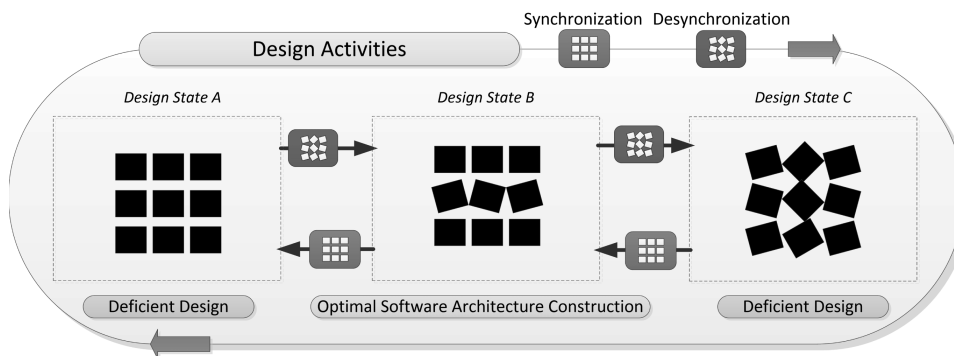 Synchronization Desynchronization
Design Activities
Design State A Design State B Design State C
Deficient Design Optimal Software Architecture Construction Deficient Design